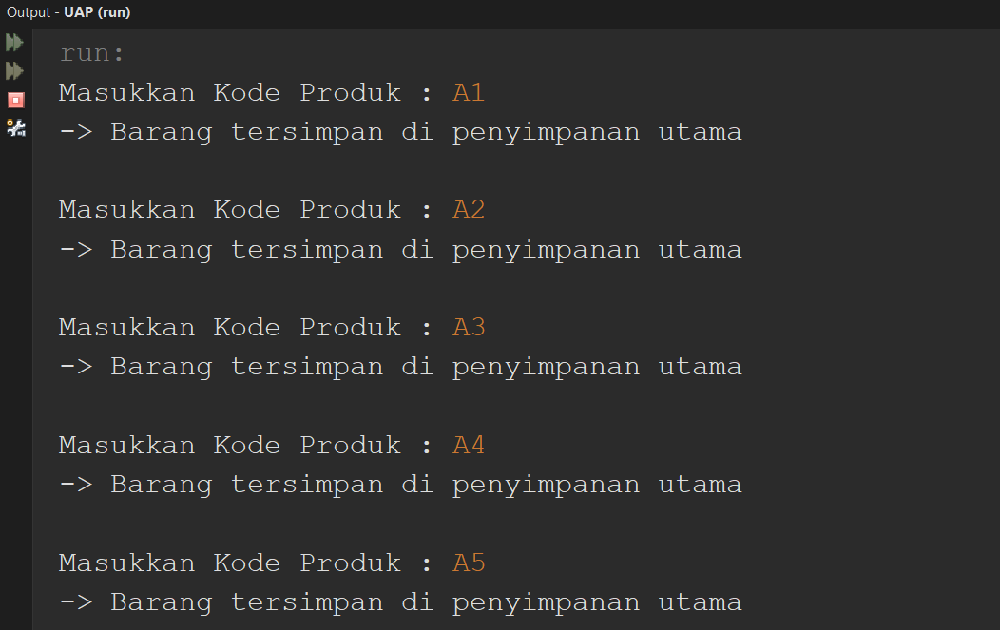 Output - UAP (run)
run:
Masukkan Kode Produk : A1
-> Barang tersimpan di penyimpanan utama
Masukkan Kode Produk : A2
-> Barang tersimpan di penyimpanan utama
Masukkan Kode Produk : A3
-> Barang tersimpan di penyimpanan utama
Masukkan Kode Produk : A4
-> Barang tersimpan di penyimpanan utama
Masukkan Kode Produk : A5
-> Barang tersimpan di penyimpanan utama